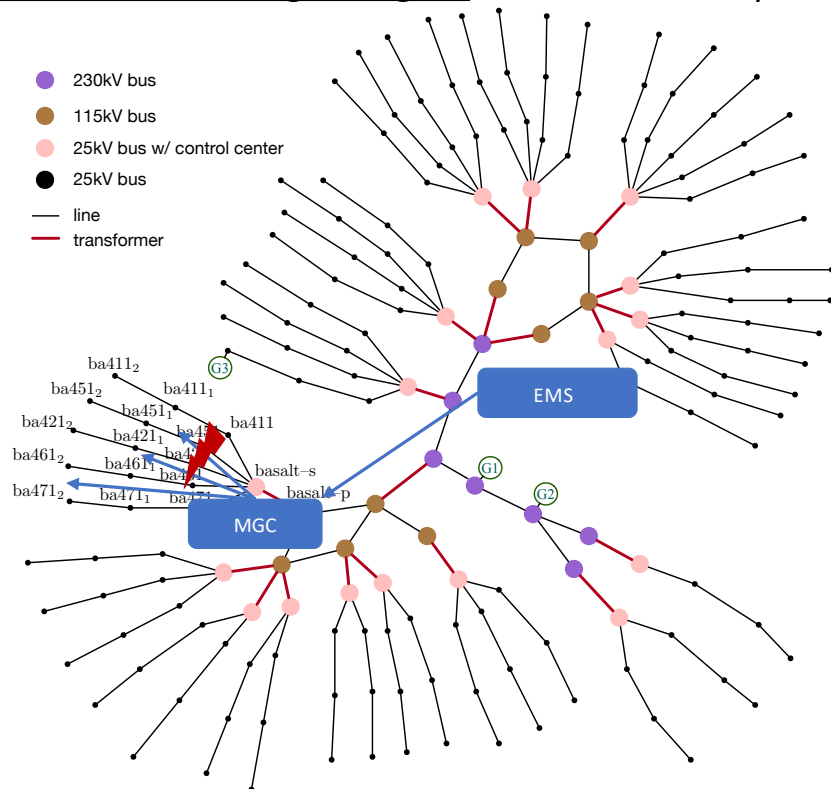 230kV bus
115kV bus
25kV bus w/ control center
25kV bus
line
transformer
G3
ba411₂
ba451₂
ba411₁
EMS
ba421₂
ba451₁
ba411
ba421₁
ba461₂
ba461₁
basalt–s
G1
ba471₂
ba471₁
basalt–p
G2
MGC